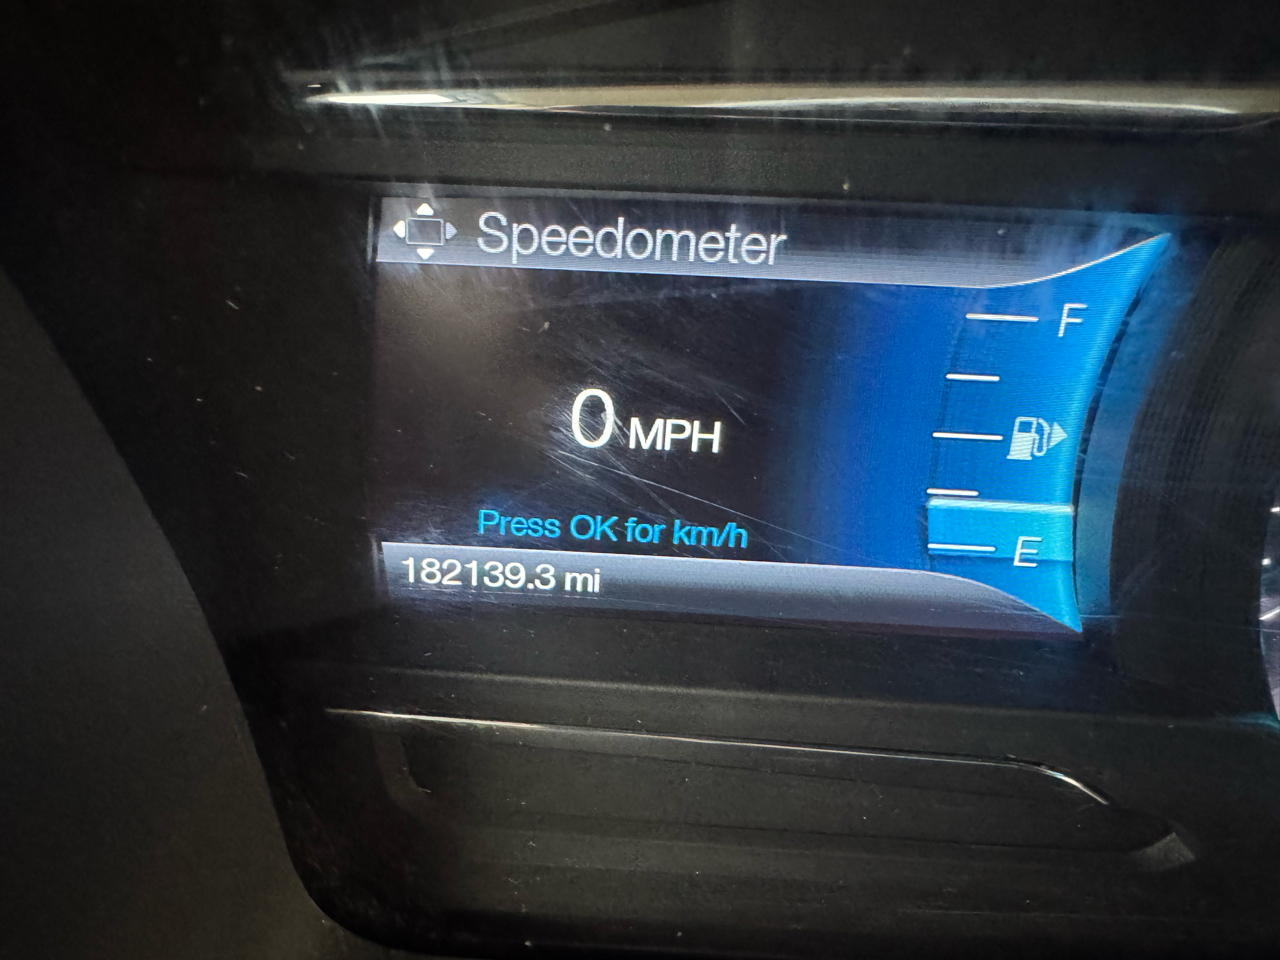 Speedometer
F
0 MPH
Press OK for km/h
E
182139.3 mi